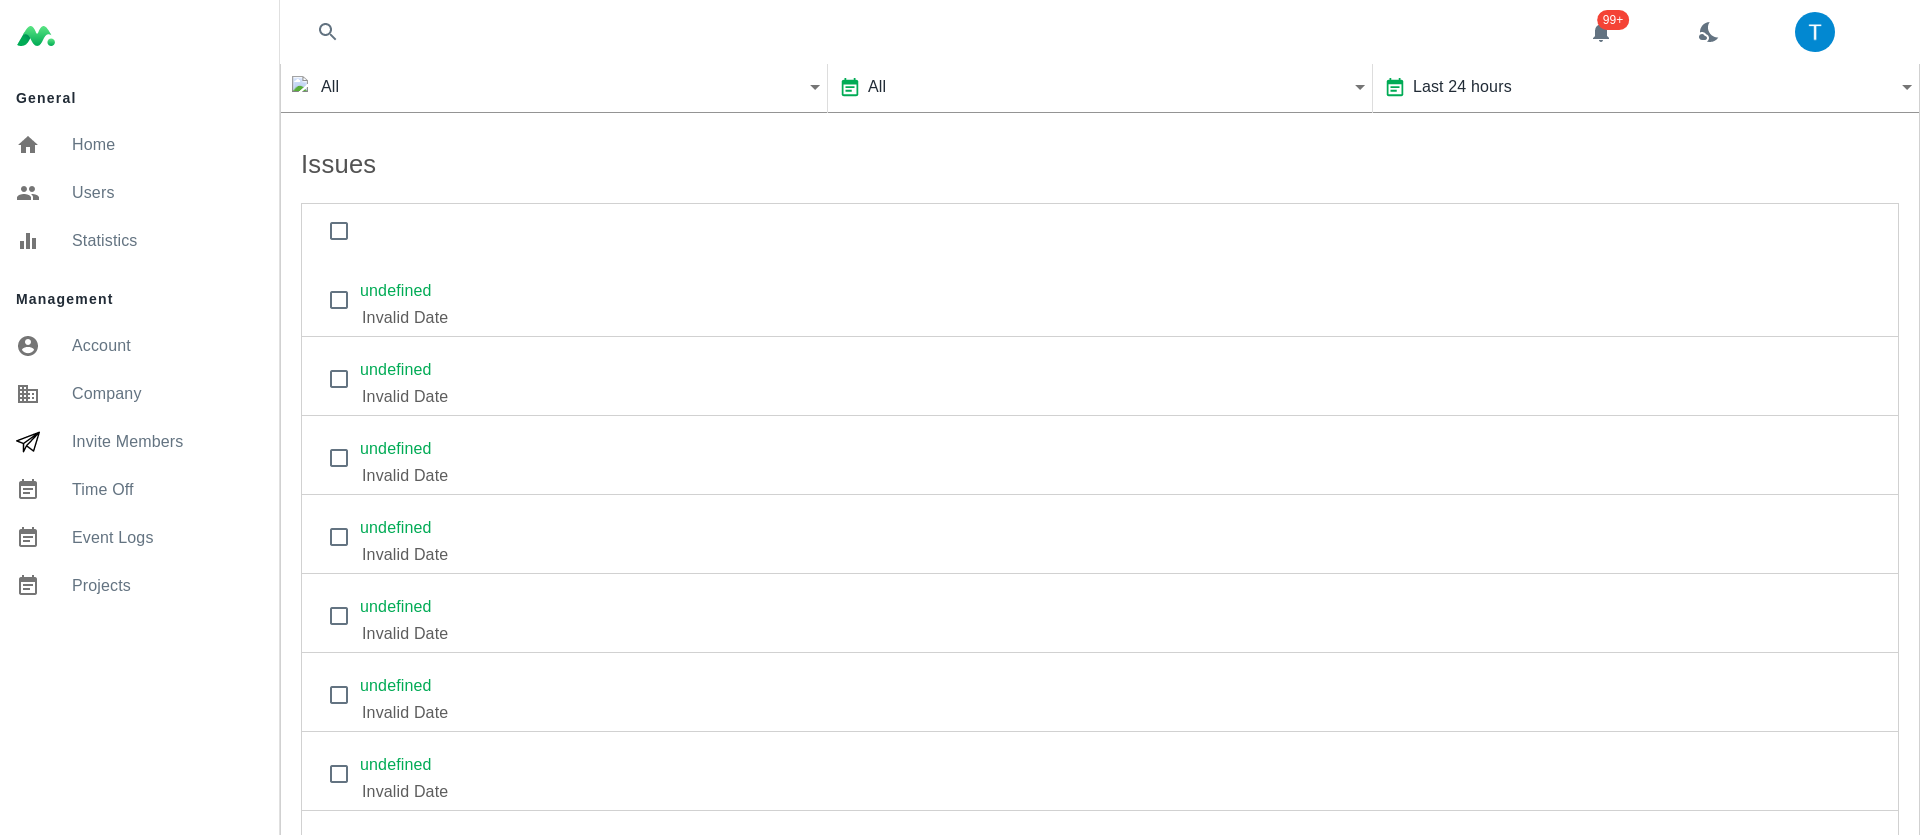 99+
T
General
Home
Users
Statistics
Management
Account
Company
Invite Members
Time Off
Event Logs
Projects
All
All
Last 24 hours
Issues
undefined
Invalid Date
undefined
Invalid Date
undefined
Invalid Date
undefined
Invalid Date
undefined
Invalid Date
undefined
Invalid Date
undefined
Invalid Date